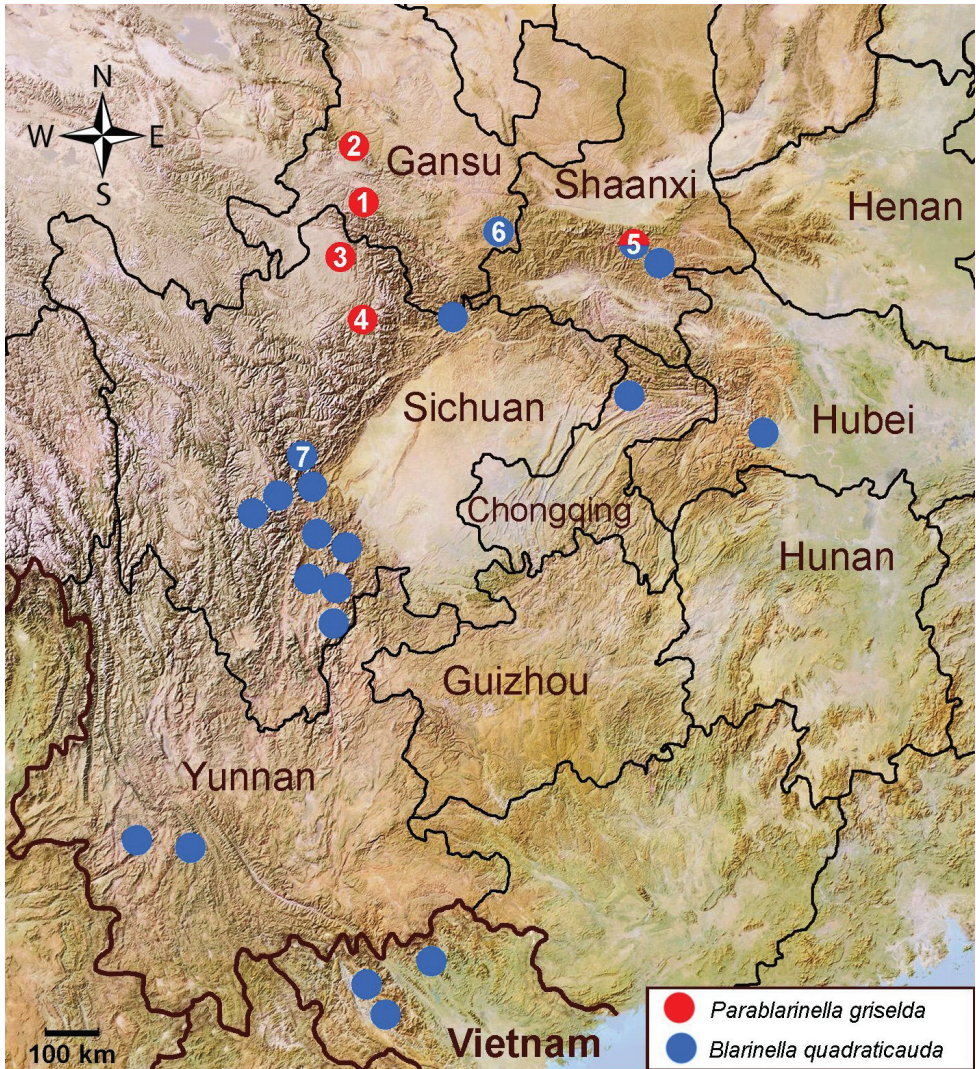 N
W E
S
2
Gansu
1
Shaanxi
Henan
6
5
3
4
Sichuan
Hubei
7
Chongqing
Hunan
Guizhou
Yunnan
Parablarinella griselda
Blarinella quadraticauda
100 km
Vietnam